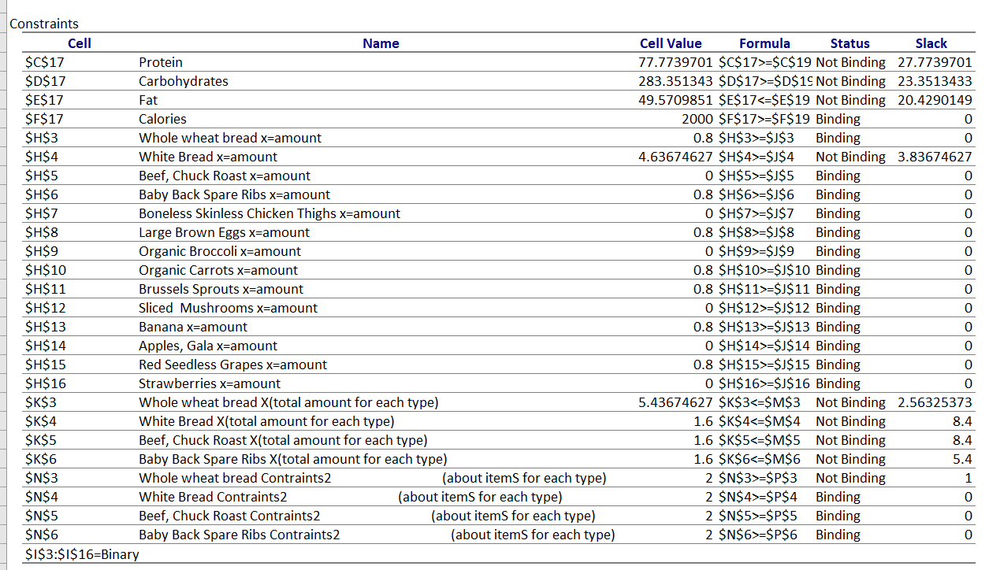 Constraints
Cell Name Cell Value Formula Status Slack
$C$17 Protein 77.7739701 $C$17>=$C$19 Not Binding 27.7739701
$D$17 Carbohydrates 283.351343 $D$17>=$D$19 Not Binding 23.3513433
$E$17 Fat 49.5709851 $E$17<=$E$19 Not Binding 20.4290149
$F$17 Calories 2000 $F$17>=$F$19 Binding 0
$H$3 Whole wheat bread x=amount 0.8 $H$3>=$J$3 Binding 0
$H$4 White Bread x=amount 4.63674627 $H$4>=$J$4 Not Binding 3.83674627
$H$5 Beef, Chuck Roast x=amount 0 $H$5>=$J$5 Binding 0
$H$6 Baby Back Spare Ribs x=amount 0.8 $H$6>=$J$6 Binding 0
$H$7 Boneless Skinless Chicken Thighs x=amount 0 $H$7>=$J$7 Binding 0
$H$8 Large Brown Eggs x=amount 0.8 $H$8>=$J$8 Binding 0
$H$9 Organic Broccoli x=amount 0 $H$9>=$J$9 Binding 0
$H$10 Organic Carrots x=amount 0.8 $H$10>=$J$10 Binding 0
$H$11 Brussels Sprouts x=amount 0.8 $H$11>=$J$11 Binding 0
$H$12 Sliced  Mushrooms x=amount 0 $H$12>=$J$12 Binding 0
$H$13 Banana x=amount 0.8 $H$13>=$J$13 Binding 0
$H$14 Apples, Gala x=amount 0 $H$14>=$J$14 Binding 0
$H$15 Red Seedless Grapes x=amount 0.8 $H$15>=$J$15 Binding 0
$H$16 Strawberries x=amount 0 $H$16>=$J$16 Binding 0
$K$3 Whole wheat bread X(total amount for each type) 5.43674627 $K$3<=$M$3 Not Binding 2.56325373
$K$4 White Bread X(total amount for each type) 1.6 $K$4<=$M$4 Not Binding 8.4
$K$5 Beef, Chuck Roast X(total amount for each type) 1.6 $K$5<=$M$5 Not Binding 8.4
$K$6 Baby Back Spare Ribs X(total amount for each type) 1.6 $K$6<=$M$6 Not Binding 5.4
$N$3 Whole wheat bread Contraints2 (about itemS for each type) 2 $N$3>=$P$3 Not Binding 1
$N$4 White Bread Contraints2 (about itemS for each type) 2 $N$4>=$P$4 Binding 0
$N$5 Beef, Chuck Roast Contraints2 (about itemS for each type) 2 $N$5>=$P$5 Binding 0
$N$6 Baby Back Spare Ribs Contraints2 (about itemS for each type) 2 $N$6>=$P$6 Binding 0
$I$3:$I$16=Binary